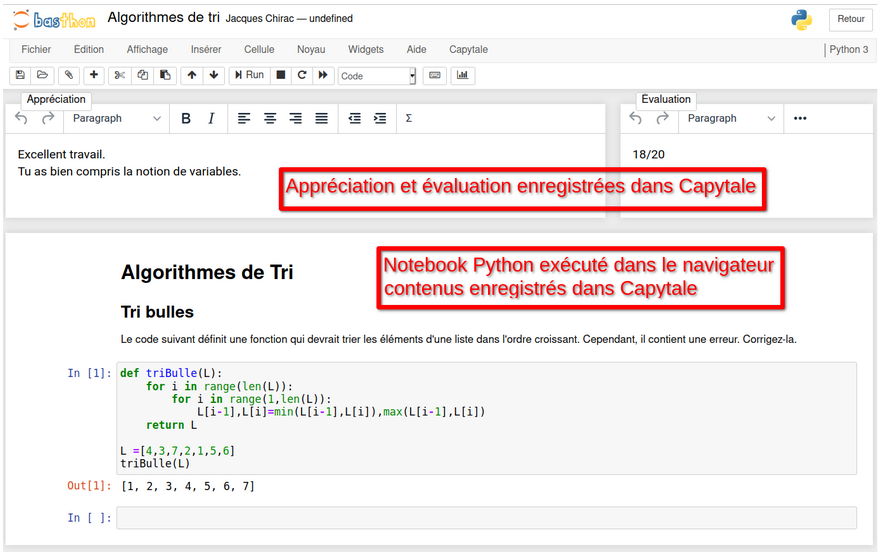 basthon Algorithmes de tri Jacques Chirac — undefined Retour
Fichier Edition Affichage Insérer Cellule Noyau Widgets Aide Capytale Python 3
Run Code
Appréciation
Paragraph B I Σ
Excellent travail.
Tu as bien compris la notion de variables.
Évaluation
Paragraph •••
18/20
Appréciation et évaluation enregistrées dans Capytale
Notebook Python exécuté dans le navigateur
contenus enregistrés dans Capytale
Algorithmes de Tri
Tri bulles
Le code suivant définit une fonction qui devrait trier les éléments d'une liste dans l'ordre croissant. Cependant, il contient une erreur. Corrigez-la.
In [1]: def triBulle(L):
    for i in range(len(L)):
        for i in range(1,len(L)):
            L[i-1],L[i]=min(L[i-1],L[i]),max(L[i-1],L[i])
    return L
L =[4,3,7,2,1,5,6]
triBulle(L)
Out[1]: [1, 2, 3, 4, 5, 6, 7]
In [ ]: